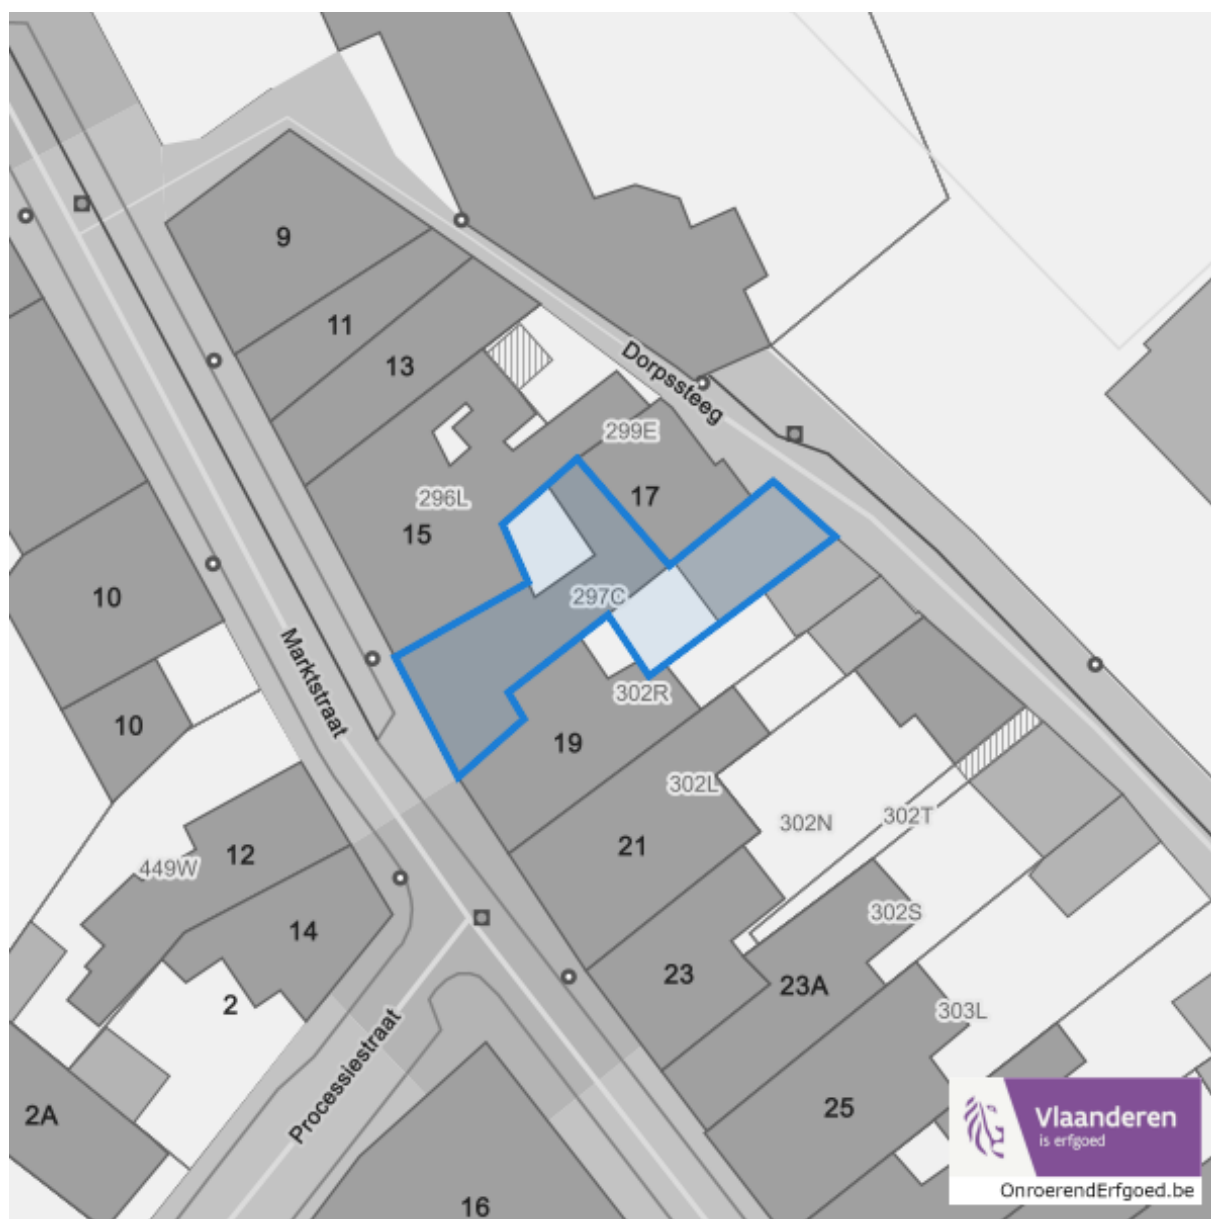 9
11
13
Dorpssteeg
299E
17
296L
15
10
297C
Marktstraat
302R
10
19
302L
302N
302T
21
12
449W
302S
14
23
23A
2
303L
Processiestraat
2A
25
16
Vlaanderen
is erfgoed
OnroerendErfgoed.be